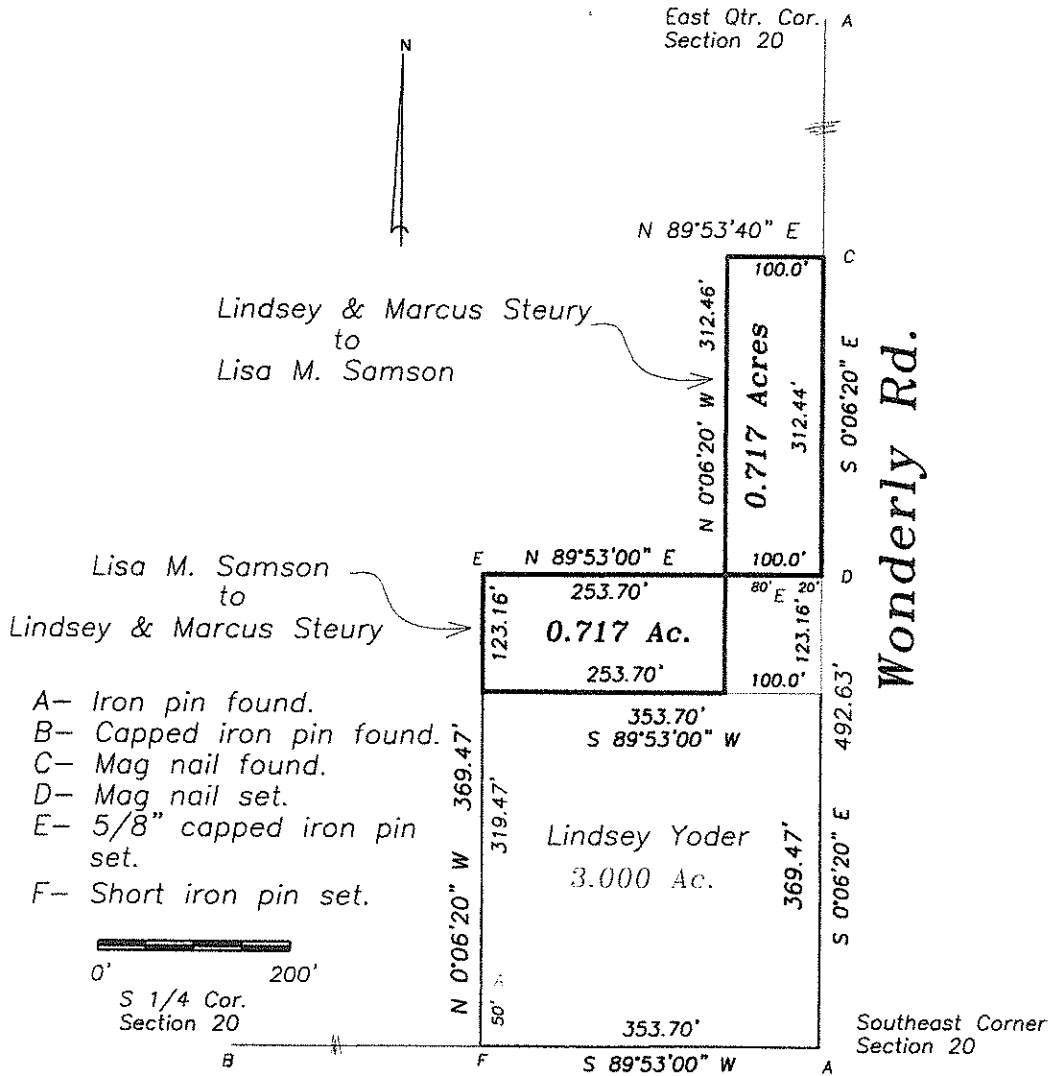 East Qtr. Cor. A
Section 20
N
N 89°53'40" E
C
100.0'
Lindsey & Marcus Steury
to
Lisa M. Samson
N 0°06'20' W 312.46'
0.717 Acres
312.44'
S 0°06'20" E
Wonderly Rd.
Lisa M. Samson
to
Lindsey & Marcus Steury
E N 89°53'00" E 100.0' D
253.70' 80' E 20'
123.16' 0.717 Ac. 123.16'
253.70' 100.0'
353.70'
S 89°53'00" W
492.63'
A- Iron pin found.
B- Capped iron pin found.
C- Mag nail found.
D- Mag nail set.
E- 5/8" capped iron pin
set.
F- Short iron pin set.
N 0°06'20" W 369.47'
319.47'
Lindsey Yoder
3.000 Ac.
369.47'
S 0°06'20" E
0' 200'
S 1/4 Cor.
Section 20
50' A
353.70'
Southeast Corner
Section 20
B F S 89°53'00" W A